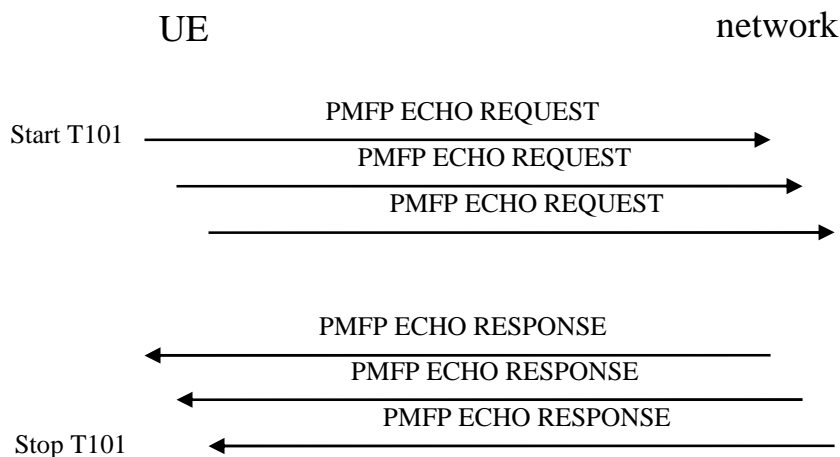 UE network
PMFP ECHO REQUEST
Start T101
PMFP ECHO REQUEST
PMFP ECHO REQUEST
PMFP ECHO RESPONSE
PMFP ECHO RESPONSE
PMFP ECHO RESPONSE
Stop T101